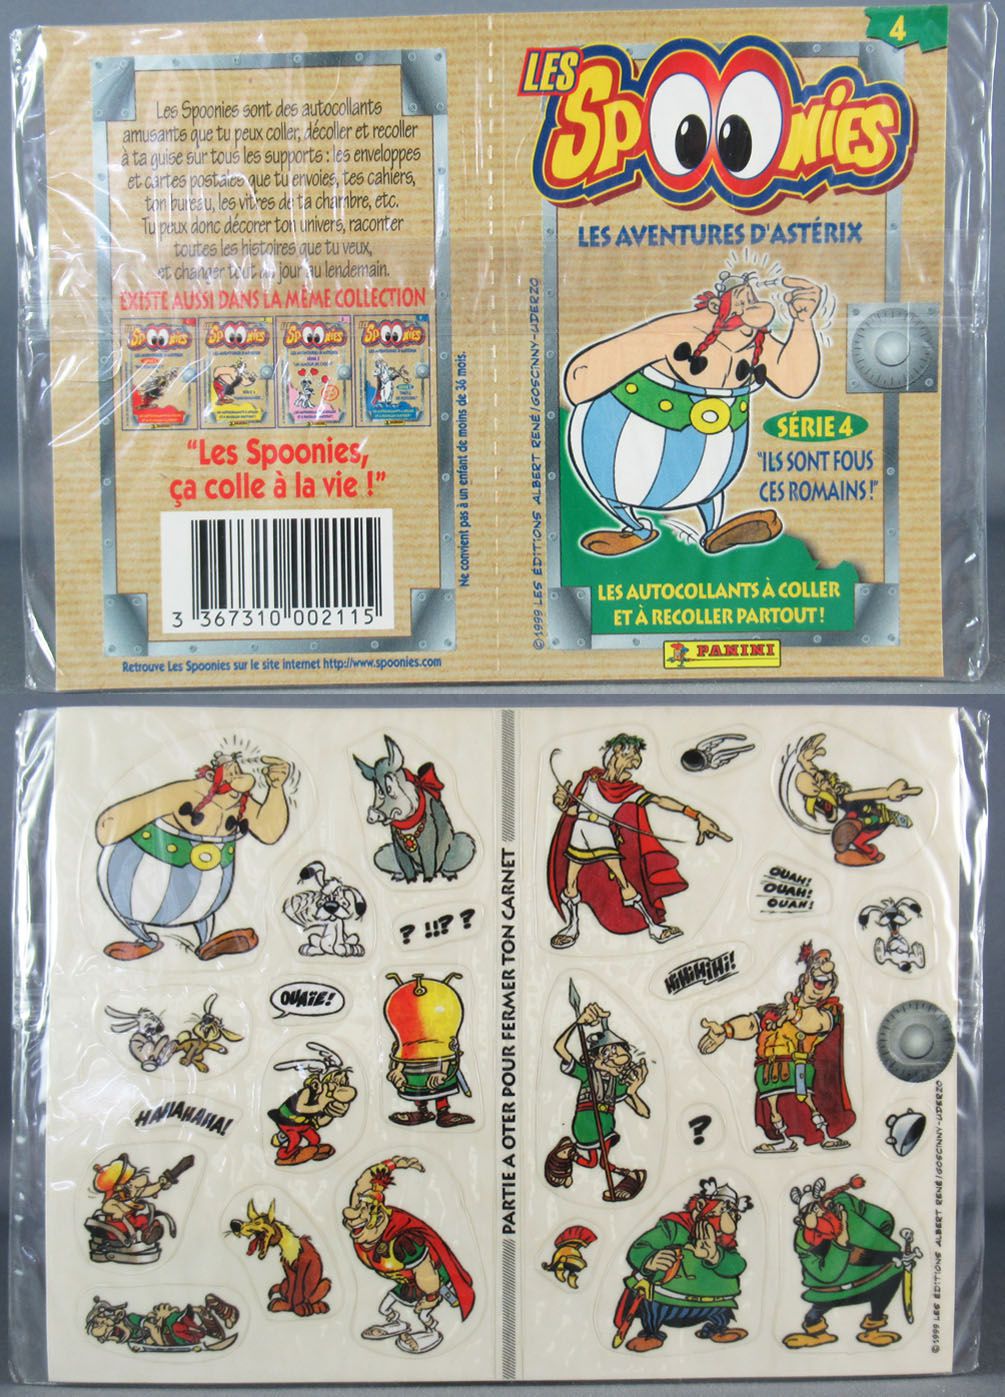 Les Spoonies sont des autocollants
amusants que tu peux coller, décoller et recoller
à ta guise sur tous les supports : les enveloppes
et cartes postales que tu envoies, tes cahiers,
ton bureau, les vitres de ta chambre, etc.
Tu peux donc décorer ton univers, raconter
toutes les histoires que tu veux,
et changer tout du jour au lendemain.
EXISTE AUSSI DANS LA MÊME COLLECTION
"Les Spoonies,
ça colle à la vie !"
3 367310 002115
Retrouve Les Spoonies sur le site internet http://www.spoonies.com
Ne convient pas à un enfant de moins de 36 mois.
4
LES
SPOONIES
LES AVENTURES D'ASTÉRIX
©1999 LES ÉDITIONS ALBERT RENÉ/GOSCINNY-UDERZO
SÉRIE 4
"ILS SONT FOUS
CES ROMAINS !"
LES AUTOCOLLANTS À COLLER
ET À RECOLLER PARTOUT !
PANINI
? !!? ?
OUAÏE!
HAHAHAHAHA!
PARTIE A OTER POUR FERMER TON CARNET
OUAH!
OUAH!
OUAH!
HIHIHIHIHI!
?
©1999 LES ÉDITIONS ALBERT RENÉ/GOSCINNY-UDERZO